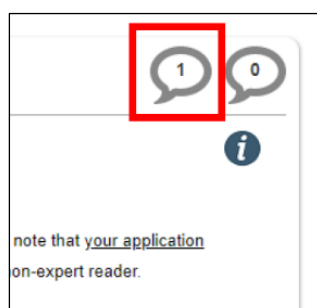 1 0
i
note that your application
on-expert reader.